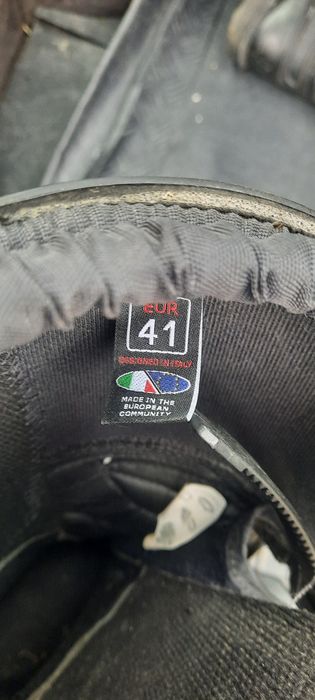 EUR
41
DESIGNED IN ITALY
MADE IN THE
EUROPEAN
COMMUNITY